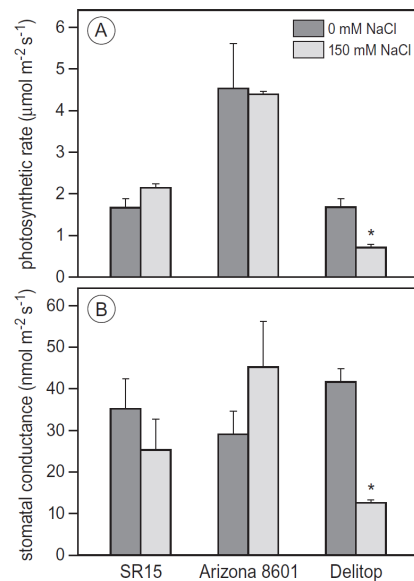 A
0 mM NaCl
150 mM NaCl
photosynthetic rate (μmol m⁻² s⁻¹)
6
5
4
3
2
1
0
*
B
stomatal conductance (nmol m⁻² s⁻¹)
60
50
40
30
20
10
0
*
SR15 Arizona 8601 Delitop